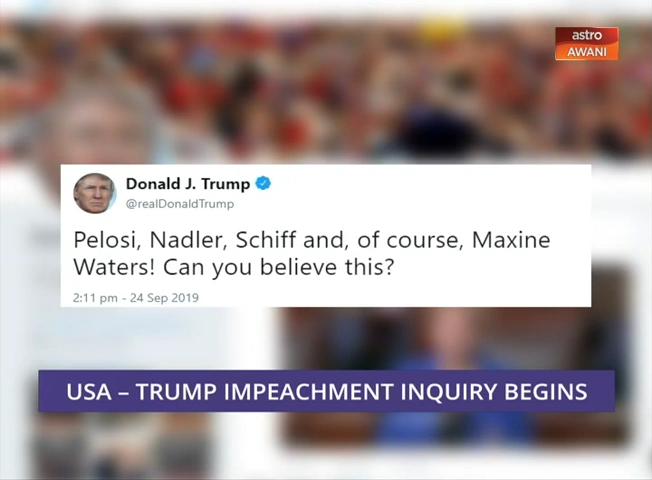 astro
AWANI
Donald J. Trump
@realDonaldTrump
Pelosi, Nadler, Schiff and, of course, Maxine
Waters! Can you believe this?
2:11 pm - 24 Sep 2019
USA – TRUMP IMPEACHMENT INQUIRY BEGINS